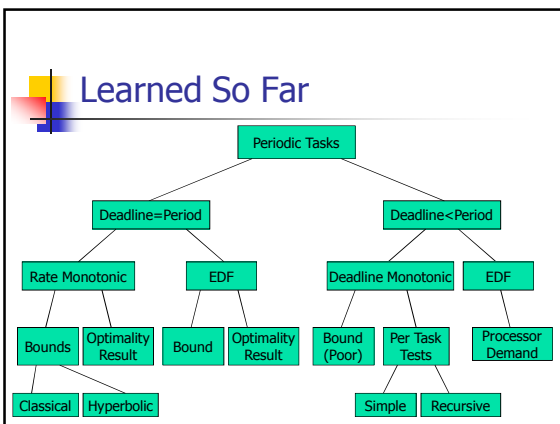 Learned So Far
Periodic Tasks
Deadline=Period
Deadline<Period
Rate Monotonic
EDF
Deadline Monotonic
EDF
Bounds
Optimality
Result
Bound
Optimality
Result
Bound
(Poor)
Per Task
Tests
Processor
Demand
Classical
Hyperbolic
Simple
Recursive